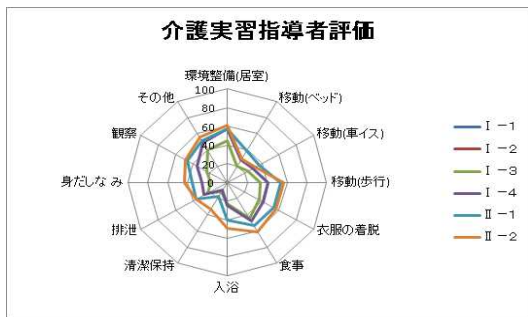 介護実習指導者評価
環境整備(居室)
移動(ベッド)
移動(車イス)
移動(歩行)
衣服の着脱
食事
入浴
清潔保持
排泄
身だしな み
観察
その他
100
80
60
40
20
0
Ⅰ－1
Ⅰ－2
Ⅰ－3
Ⅰ－4
Ⅱ－1
Ⅱ－2